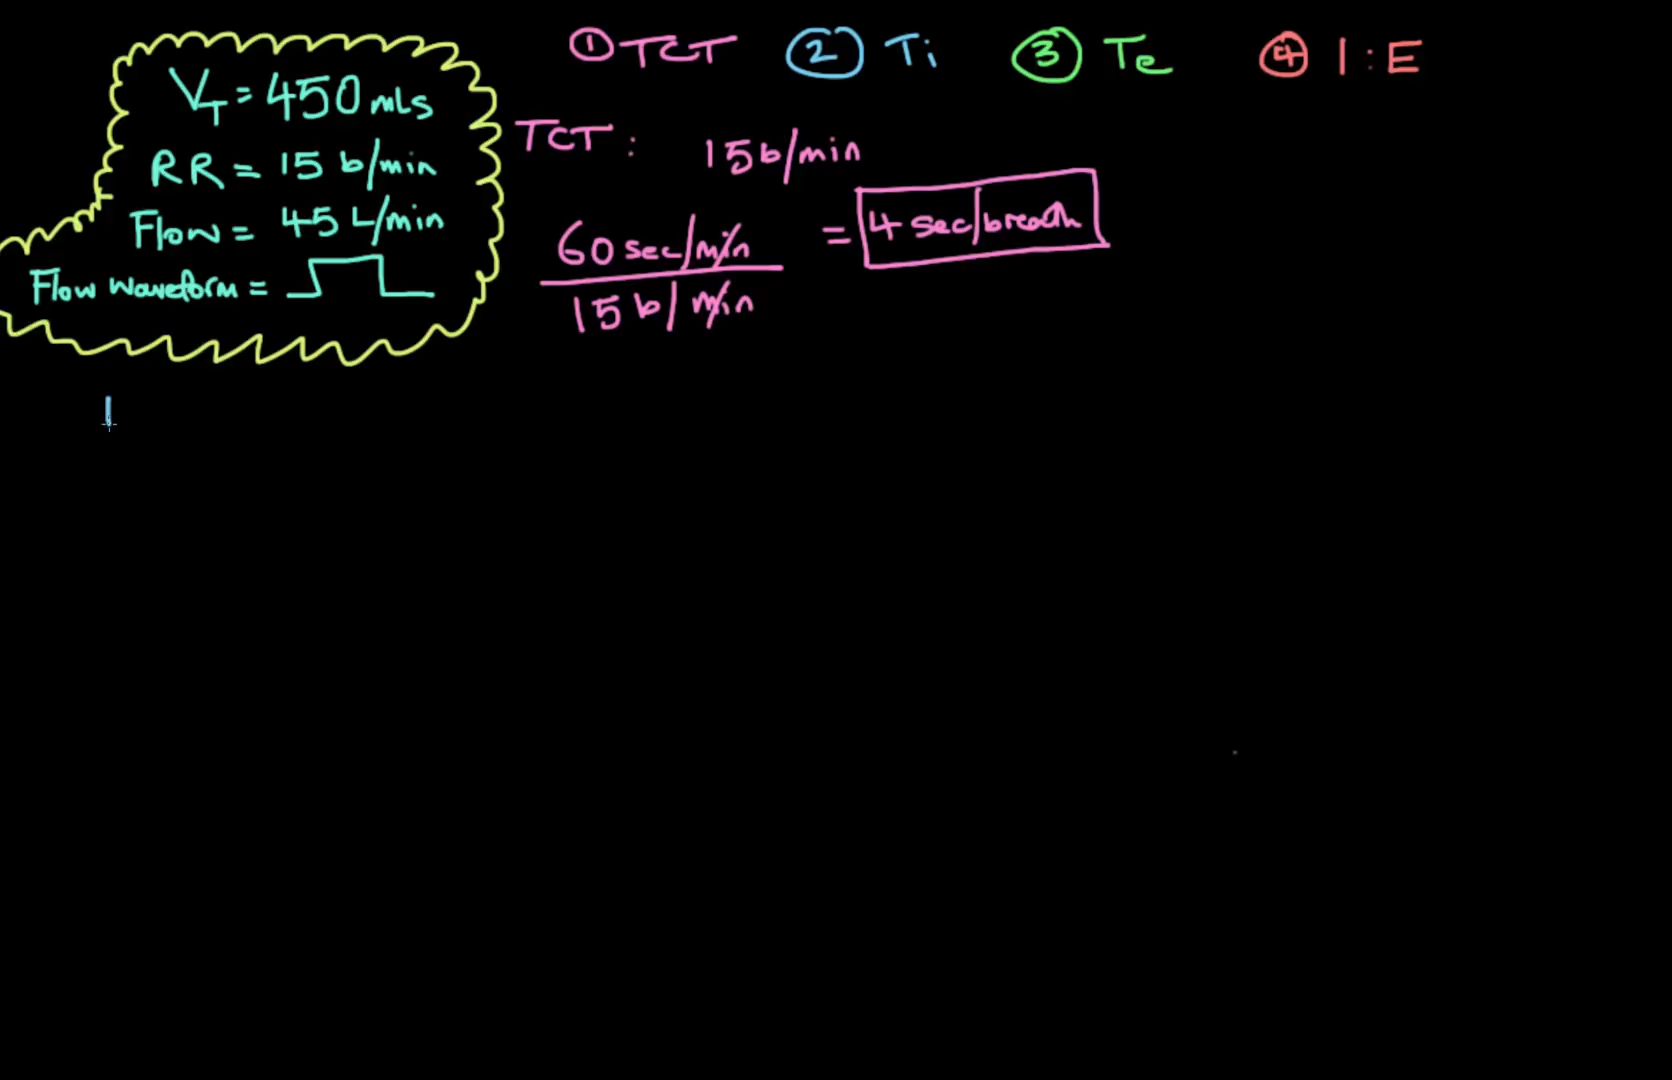 ① TCT ② Ti ③ Te ④ I:E
VT = 450 mLs
RR = 15 b/min
Flow = 45 L/min
Flow Waveform =
TCT : 15 b/min
60 sec/min
15 b/min
= 4 sec/breath